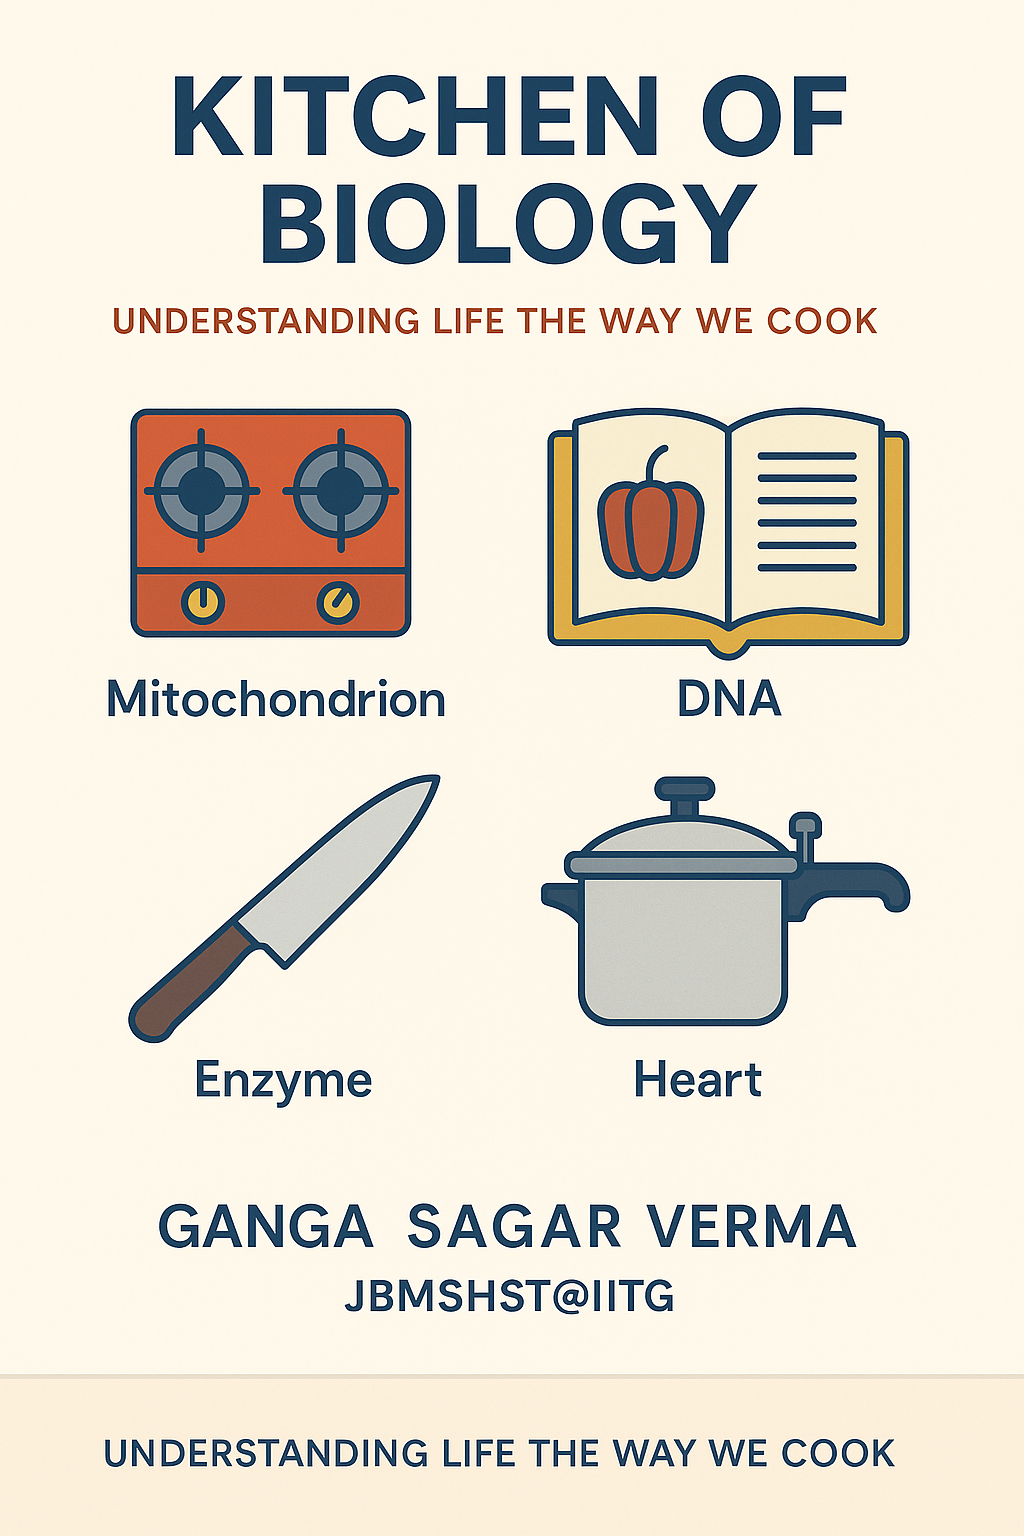 KITCHEN OF
BIOLOGY
UNDERSTANDING LIFE THE WAY WE COOK
Mitochondrion
DNA
Enzyme
Heart
GANGA SAGAR VERMA
JBMSHST@IITG
UNDERSTANDING LIFE THE WAY WE COOK